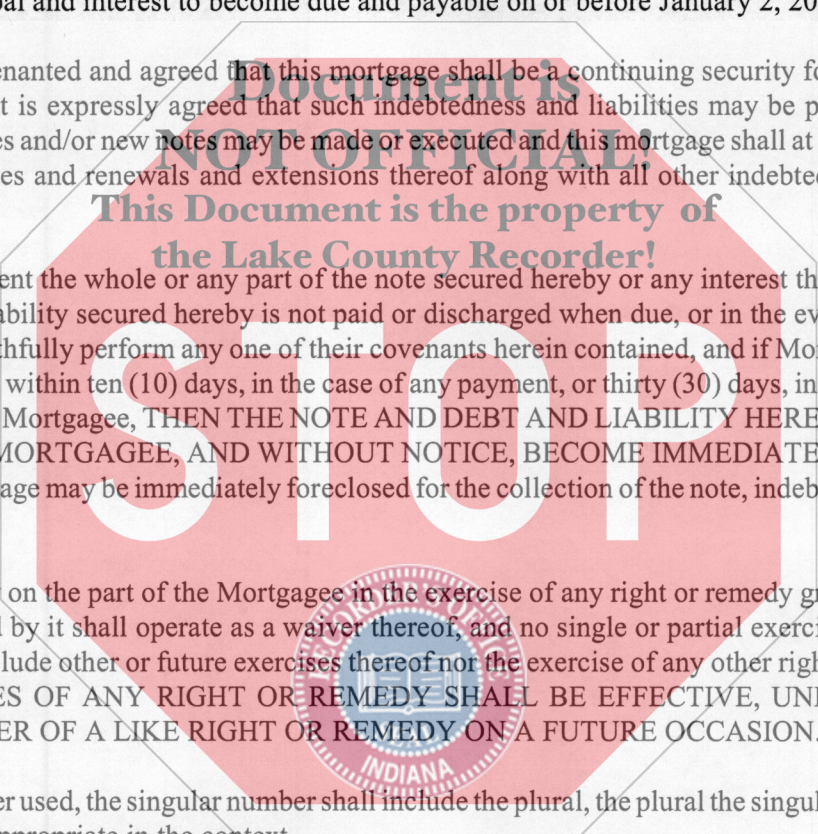 and interest to become due and payable on or before January 2, 20
Document is
and agreed that this mortgage shall be a continuing security
t is expressly agreed that such indebtedness and liabilities may be p
NOT OFFICIAL!
es and/or new notes may be made or executed and this mortgage shall at
es and renewals and extensions thereof along with all other
This Document is the property of
the Lake County Recorder!
ent the whole or any part of the note secured hereby or any interest th
ability secured hereby is not paid or discharged when due, or in the ev
thfully perform any one of their covenants herein contained, and if Mo
STOP
within ten (10) days, in the case of any payment, or thirty (30) days, in
Mortgagee, THEN THE NOTE AND DEBT AND LIABILITY HERE
MORTGAGEE, AND WITHOUT NOTICE, BECOME IMMEDIATE
age may be immediately foreclosed for the collection of the note, indeb
on the part of the Mortgagee in the exercise of any right or remedy g
d by it shall operate as a waiver thereof, and no single or partial exerci
lude other or future exercises thereof nor the exercise of any other righ
ES OF ANY RIGHT OR REMEDY SHALL BE EFFECTIVE, UN
ER OF A LIKE RIGHT OR REMEDY ON A FUTURE OCCASION.
RECORDER OF THE
SEAL
INDIANA
er used, the singular number shall include the plural, the plural the singul
appropriate in the context